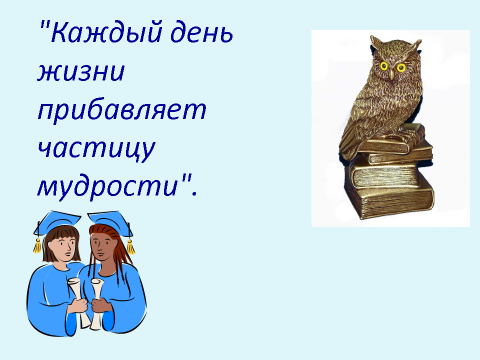 "Каждый день
жизни
прибавляет
частицу
мудрости".